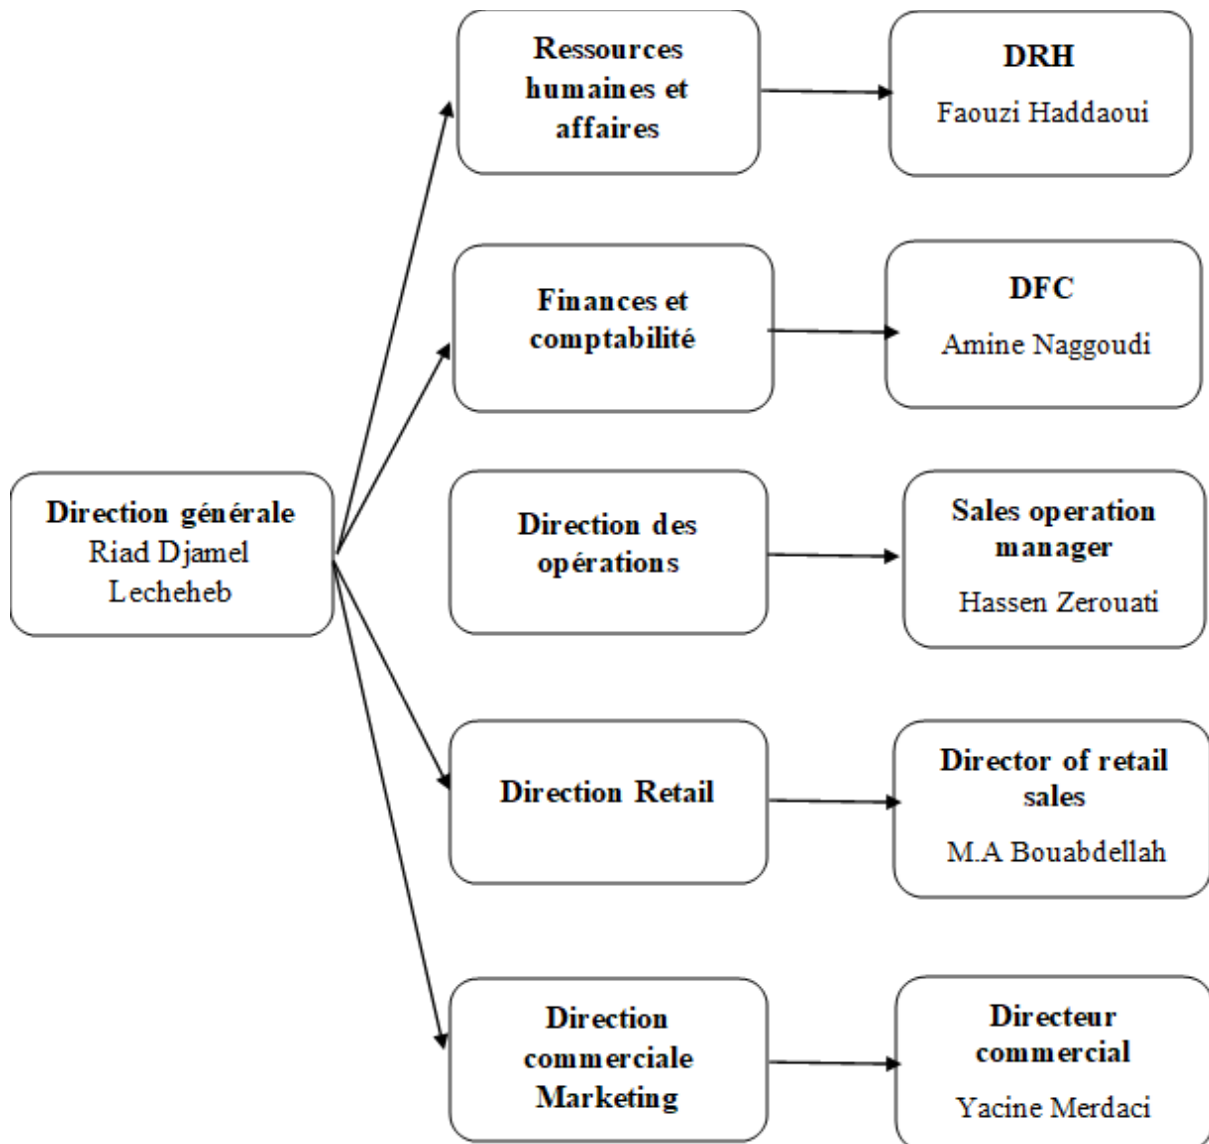 Ressources
humaines et
affaires
DRH
Faouzi Haddaoui
Finances et
comptabilité
DFC
Amine Naggoudi
Direction générale
Riad Djamel
Lecheheb
Direction des
opérations
Sales operation
manager
Hassen Zerouati
Direction Retail
Director of retail
sales
M.A Bouabdellah
Direction
commerciale
Marketing
Directeur
commercial
Yacine Merdaci